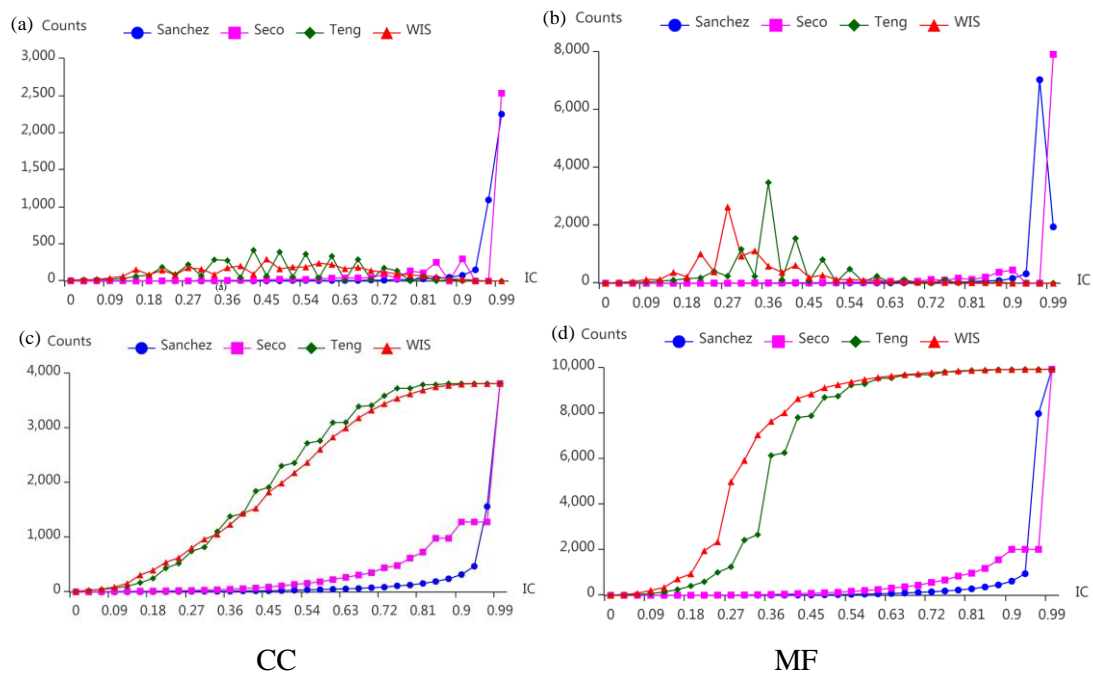 (a) Counts Sanchez Seco Teng WIS
3,000
2,500
2,000
1,500
1,000
500
0
IC
0 0.09 0.18 0.27 0.36 0.45 0.54 0.63 0.72 0.81 0.9 0.99
(a)
(b) Counts Sanchez Seco Teng WIS
8,000
6,000
4,000
2,000
0
IC
0 0.09 0.18 0.27 0.36 0.45 0.54 0.63 0.72 0.81 0.9 0.99
(c) Counts Sanchez Seco Teng WIS
4,000
3,000
2,000
1,000
0
IC
0 0.09 0.18 0.27 0.36 0.45 0.54 0.63 0.72 0.81 0.9 0.99
CC
(d) Counts Sanchez Seco Teng WIS
10,000
8,000
6,000
4,000
2,000
0
IC
0 0.09 0.18 0.27 0.36 0.45 0.54 0.63 0.72 0.81 0.9 0.99
MF